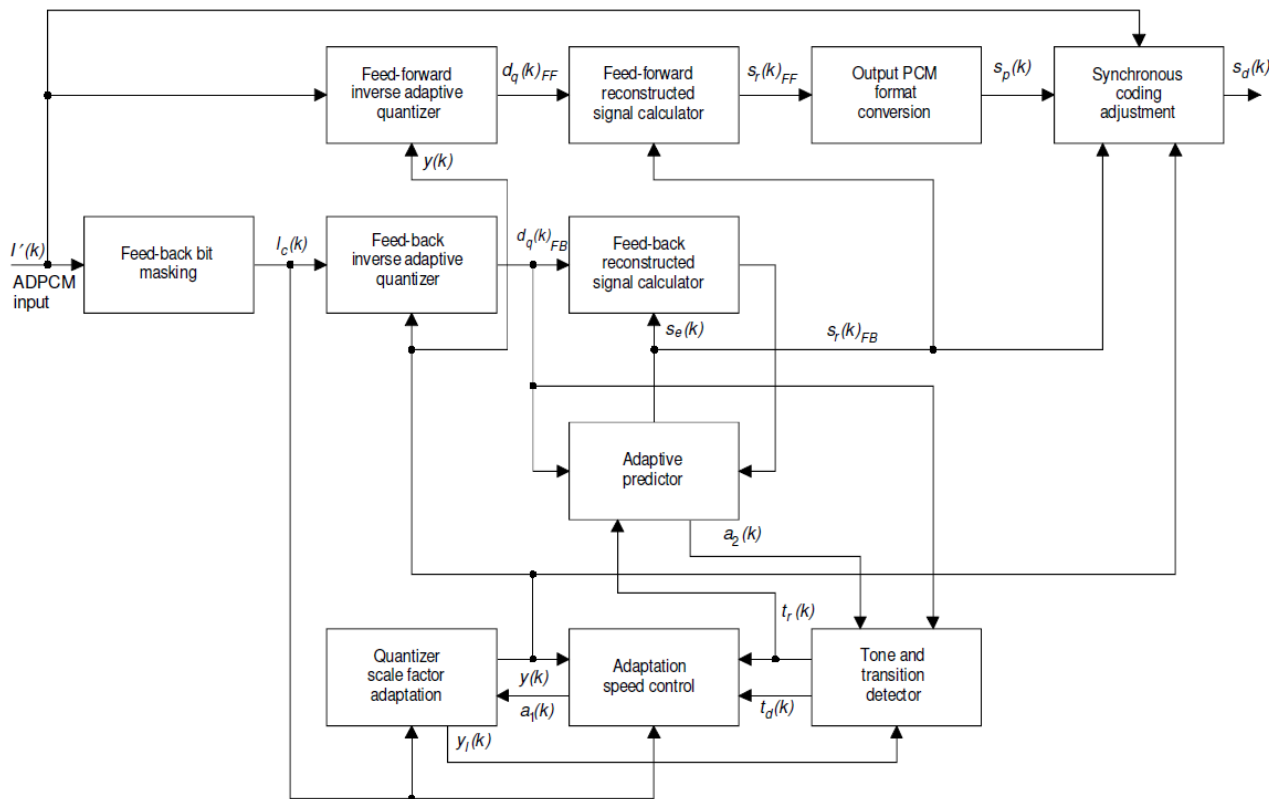 Feed-forward
inverse adaptive
quantizer
d_q(k)_FF
Feed-forward
reconstructed
signal calculator
s_r(k)_FF
Output PCM
format
conversion
s_p(k)
Synchronous
coding
adjustment
s_d(k)
y(k)
I′(k)
ADPCM
input
Feed-back bit
masking
I_c(k)
Feed-back
inverse adaptive
quantizer
d_q(k)_FB
Feed-back
reconstructed
signal calculator
s_e(k)
s_r(k)_FB
Adaptive
predictor
a_2(k)
t_r(k)
Quantizer
scale factor
adaptation
y(k)
a_1(k)
Adaptation
speed control
t_d(k)
Tone and
transition
detector
y_l(k)